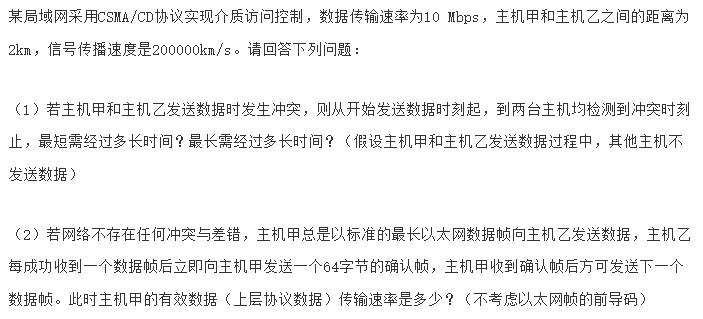 某局域网采用CSMA/CD协议实现介质访问控制，数据传输速率为10 Mbps，主机甲和主机乙之间的距离为
2km，信号传播速度是200000km/s。请回答下列问题：
（1）若主机甲和主机乙发送数据时发生冲突，则从开始发送数据时刻起，到两台主机均检测到冲突时刻
止，最短需经过多长时间？最长需经过多长时间？（假设主机甲和主机乙发送数据过程中，其他主机不
发送数据）
（2）若网络不存在任何冲突与差错，主机甲总是以标准的最长以太网数据帧向主机乙发送数据，主机乙
每成功收到一个数据帧后立即向主机甲发送一个64字节的确认帧，主机甲收到确认帧后方可发送下一个
数据帧。此时主机甲的有效数据（上层协议数据）传输速率是多少？（不考虑以太网帧的前导码）